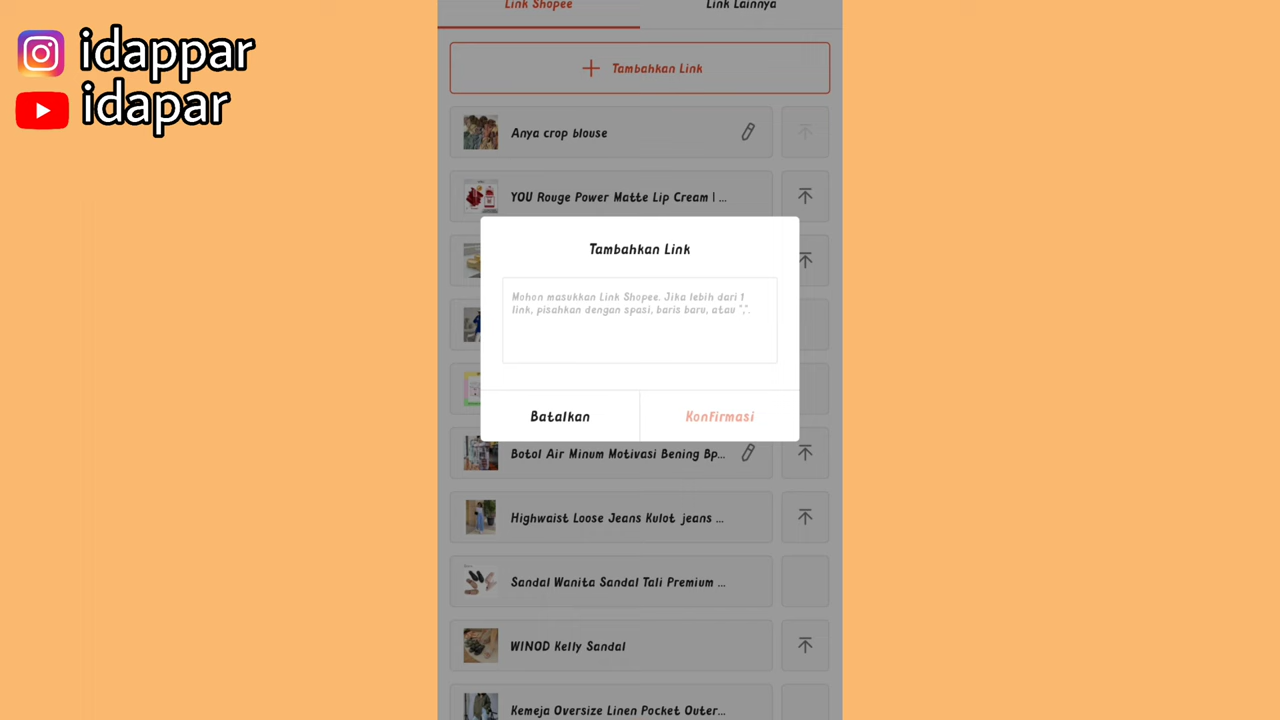 idappar
idapar
Link Shopee
Link Lainnya
Tambahkan Link
Anya crop blouse
YOU Rouge Power Matte Lip Cream | ...
Tambahkan Link
Mohon masukkan Link Shopee. Jika lebih dari 1
link, pisahkan dengan spasi, baris baru, atau ",".
Batalkan
Konfirmasi
Botol Air Minum Motivasi Bening Bp...
Highwaist Loose Jeans Kulot jeans ...
Sandal Wanita Sandal Tali Premium ...
WINOD Kelly Sandal
Kemeja Oversize Linen Pocket Outer...